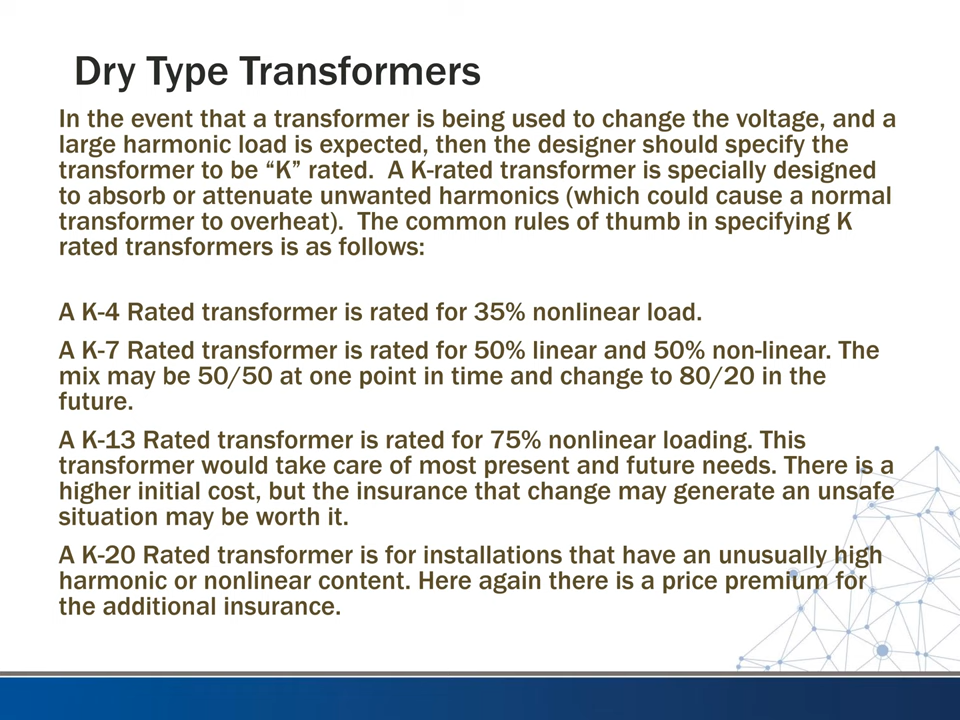 Dry Type Transformers
In the event that a transformer is being used to change the voltage, and a
large harmonic load is expected, then the designer should specify the
transformer to be “K” rated.  A K-rated transformer is specially designed
to absorb or attenuate unwanted harmonics (which could cause a normal
transformer to overheat).  The common rules of thumb in specifying K
rated transformers is as follows:
A K-4 Rated transformer is rated for 35% nonlinear load.
A K-7 Rated transformer is rated for 50% linear and 50% non-linear. The
mix may be 50/50 at one point in time and change to 80/20 in the
future.
A K-13 Rated transformer is rated for 75% nonlinear loading. This
transformer would take care of most present and future needs. There is a
higher initial cost, but the insurance that change may generate an unsafe
situation may be worth it.
A K-20 Rated transformer is for installations that have an unusually high
harmonic or nonlinear content. Here again there is a price premium for
the additional insurance.